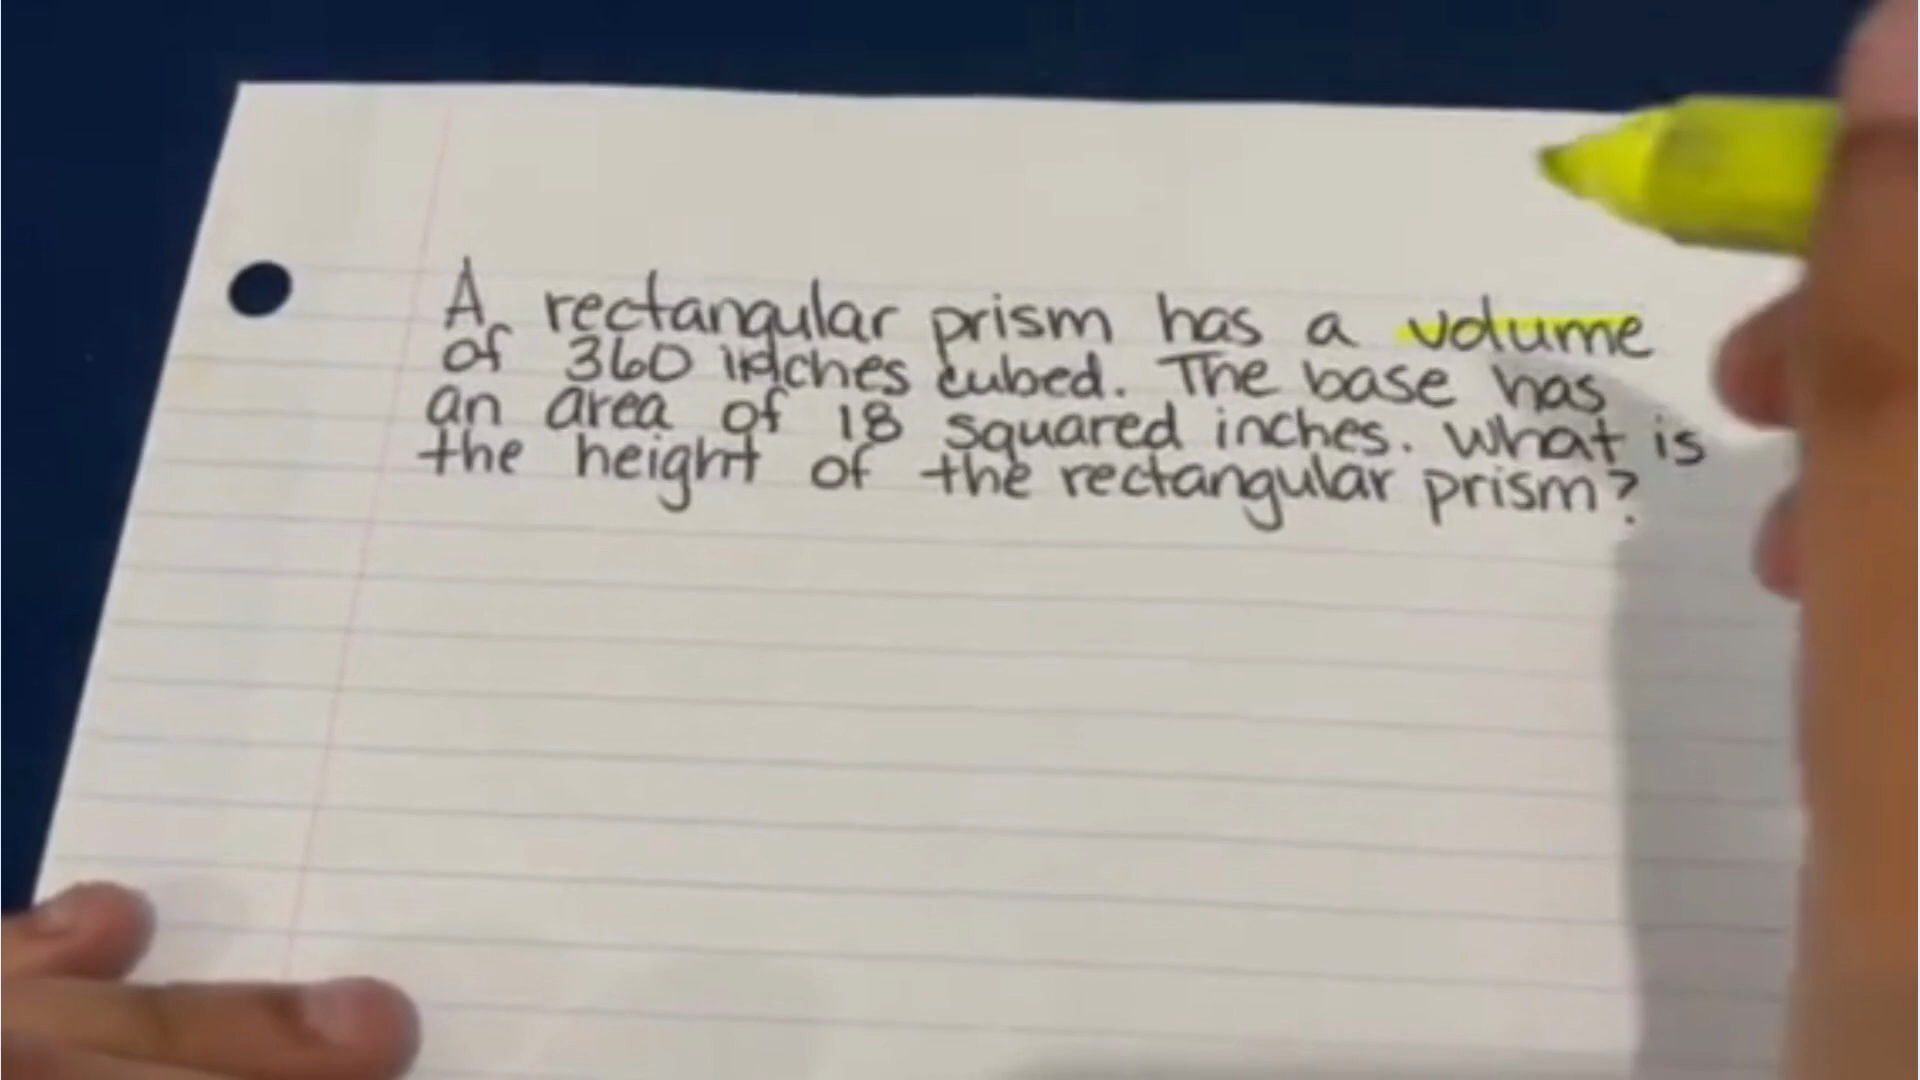 A rectangular prism has a volume
of 360 inches cubed. The base has
an area of 18 squared inches. What is
the height of the rectangular prism?